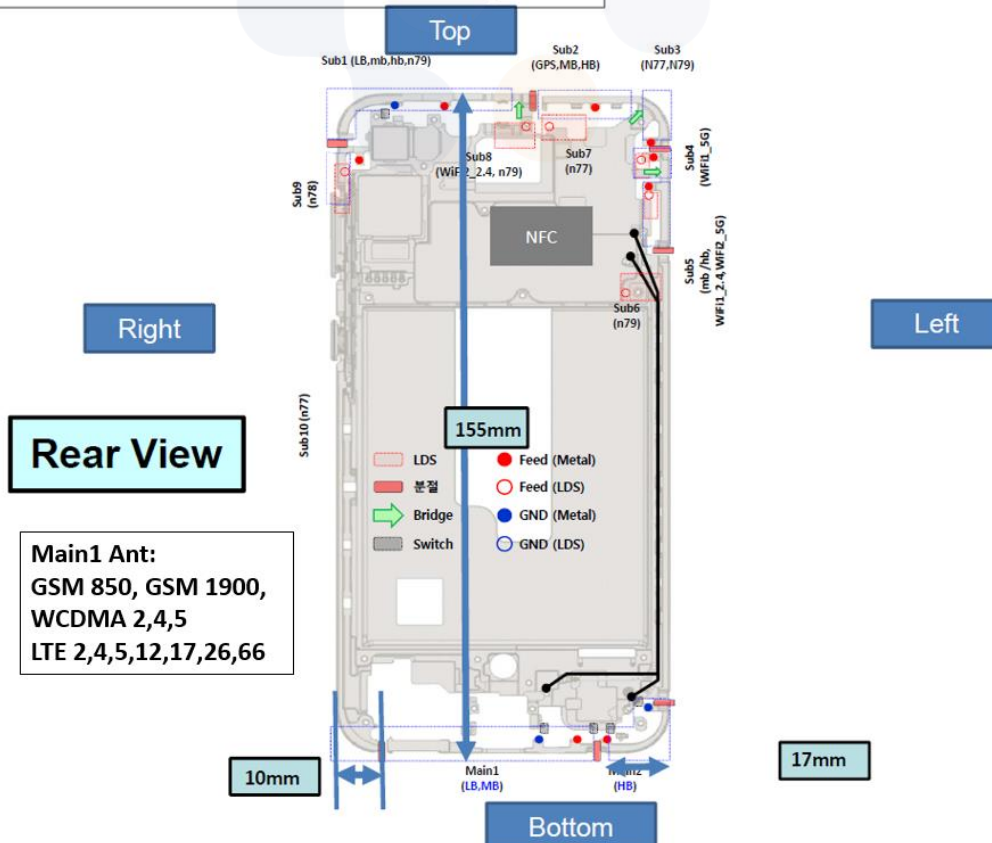 Top
Sub1 (LB,mb,hb,n79)
Sub2
(GPS,MB,HB)
Sub3
(N77,N79)
Sub8
(WiFi2_2.4, n79)
Sub7
(n77)
Sub4
(WIFI1_5G)
Sub9
(n78)
NFC
Sub5
(mb /hb,
WIFI1_2.4,WIFI2_5G)
Sub6
(n79)
Right
Left
Sub10 (n77)
155mm
Rear View
LDS
Feed (Metal)
분절
Feed (LDS)
Bridge
GND (Metal)
Switch
GND (LDS)
Main1 Ant:
GSM 850, GSM 1900,
WCDMA 2,4,5
LTE 2,4,5,12,17,26,66
10mm
17mm
Main1
(LB,MB)
Main2
(HB)
Bottom